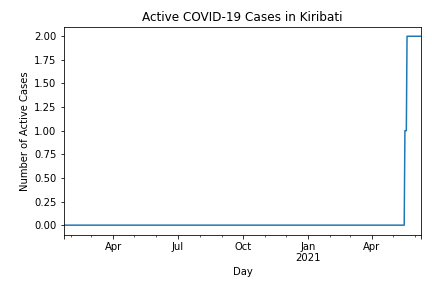 Active COVID-19 Cases in Kiribati
2.00
1.75
1.50
1.25
1.00
0.75
0.50
0.25
0.00
Number of Active Cases
Apr Jul Oct Jan Apr
2021
Day